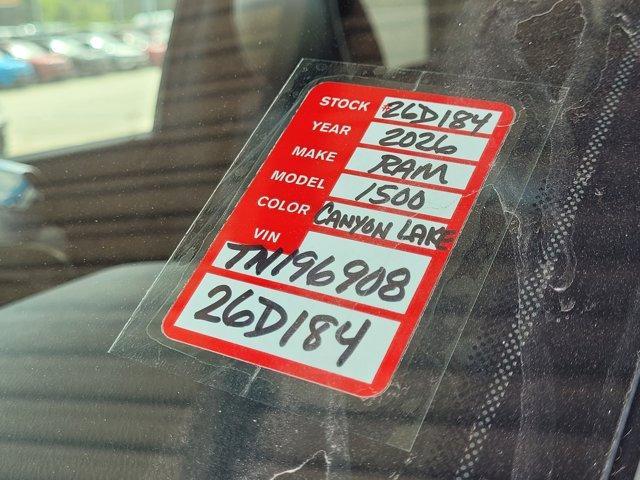 STOCK 26D184
YEAR 2026
MAKE RAM
MODEL 1500
COLOR CANYON LAKE
VIN TN196908
26D184